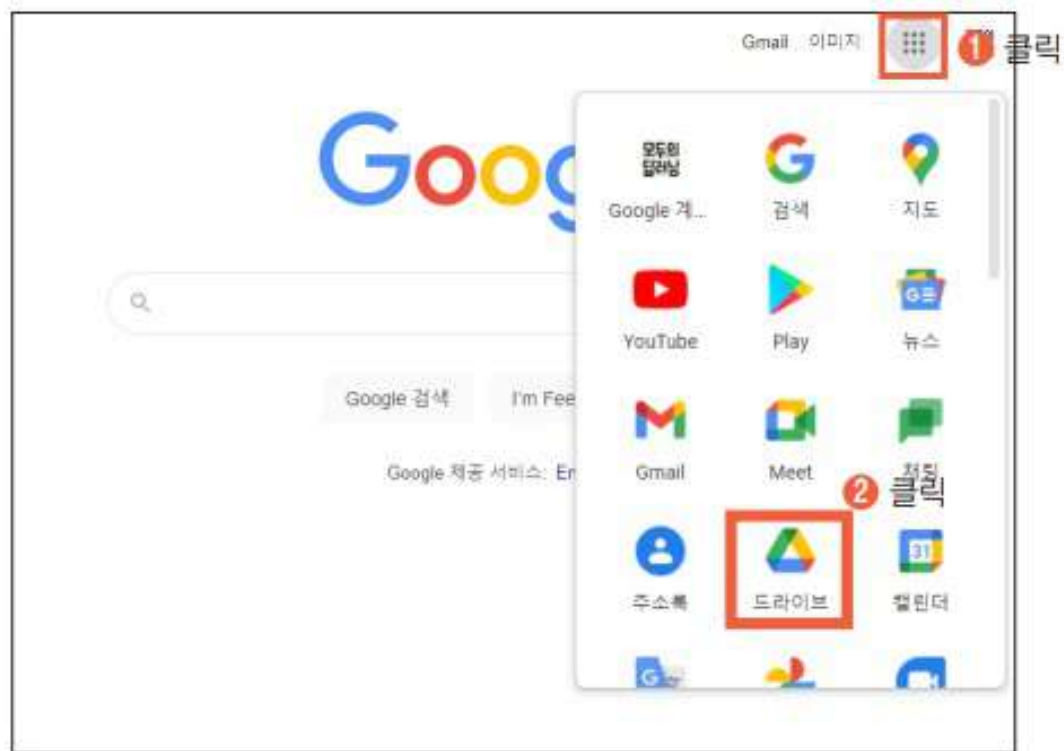 Gmail 이미지
1 클릭
Google
모두의
딥러닝
Google 계... 검색 지도
YouTube Play 뉴스
Google 검색 I'm Fee
Gmail Meet 채팅
Google 제공 서비스: En
2 클릭
31
주소록 드라이브 캘린더